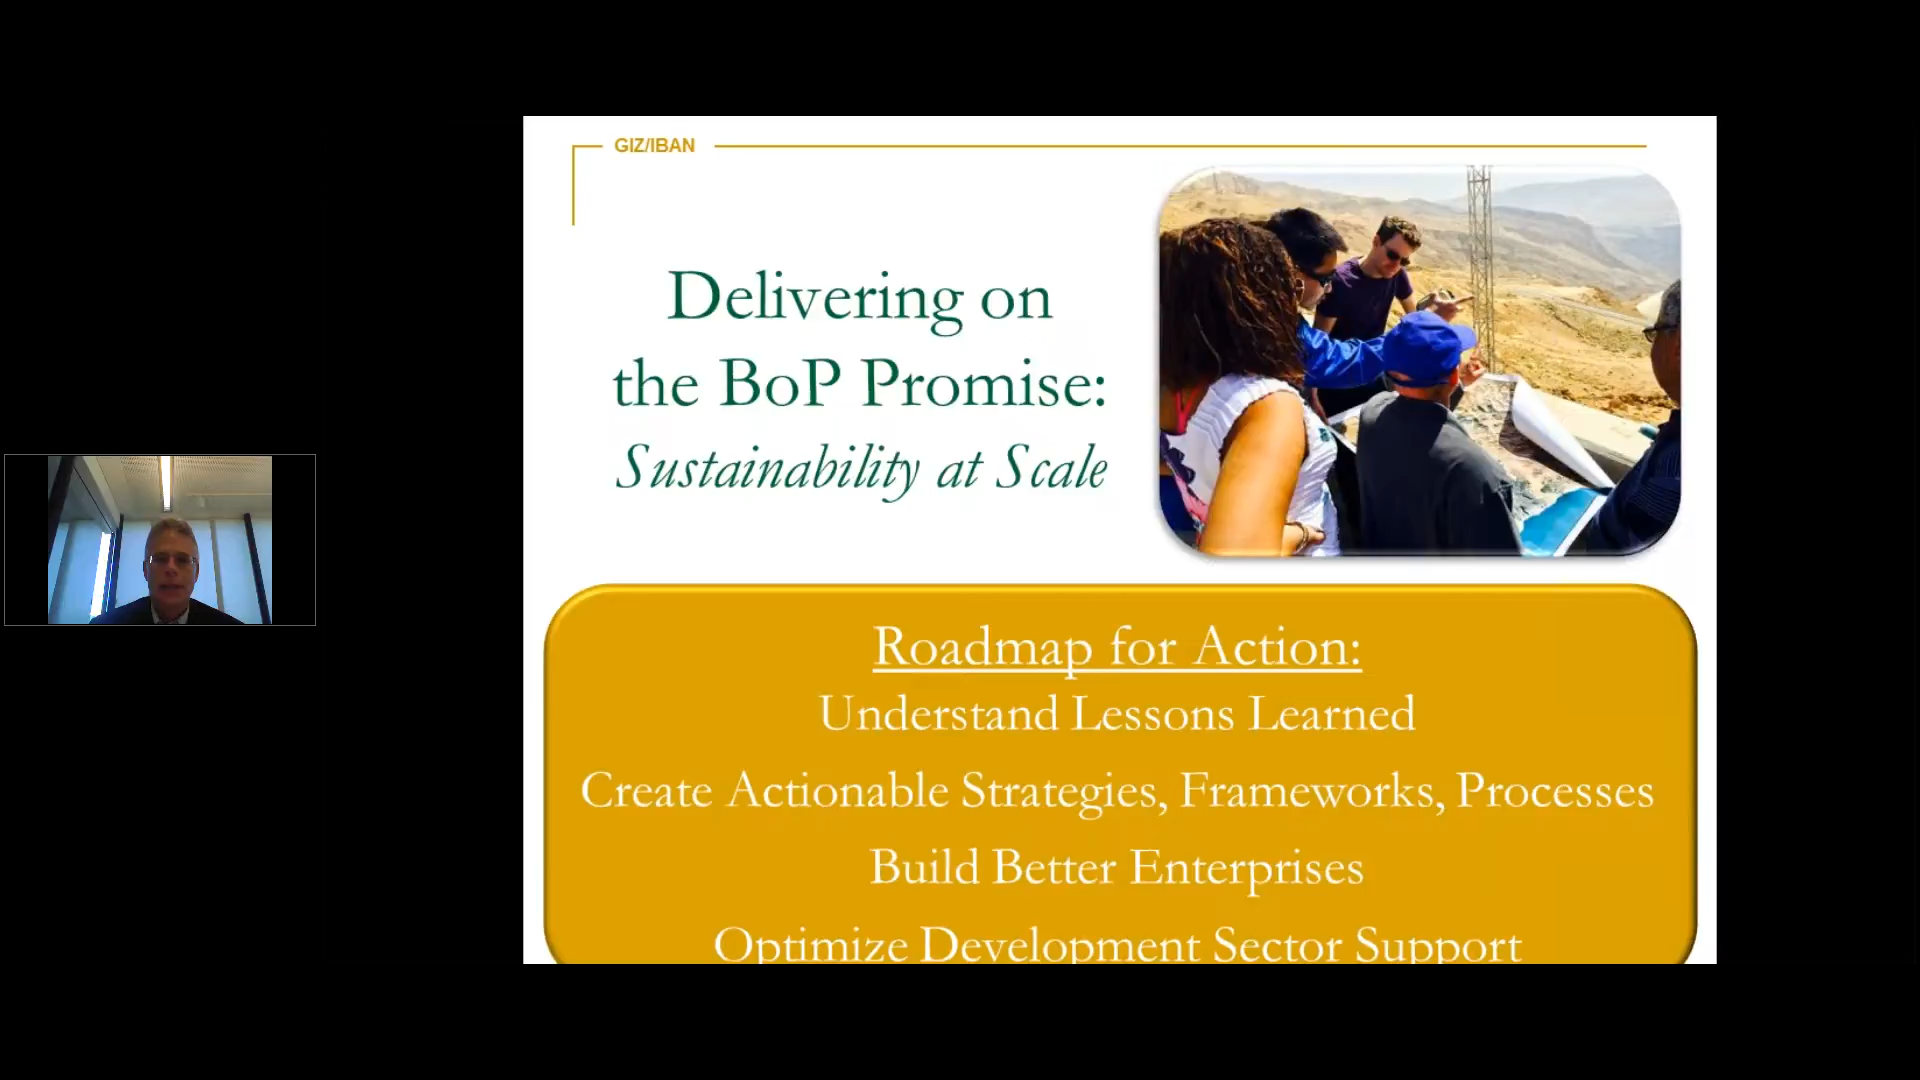 GIZ/IBAN
Delivering on
the BoP Promise:
Sustainability at Scale
Roadmap for Action:
Understand Lessons Learned
Create Actionable Strategies, Frameworks, Processes
Build Better Enterprises
Optimize Development Sector Support